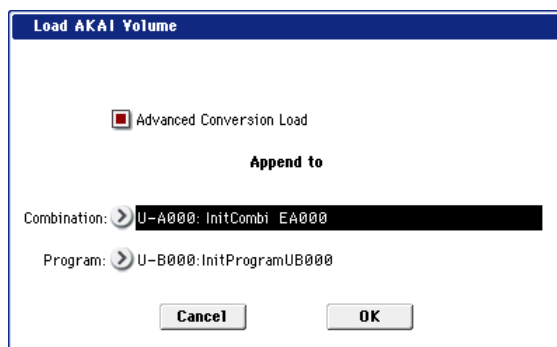 Load AKAI Volume
Advanced Conversion Load
Append to
Combination: U-A000: InitCombi EA000
Program: U-B000:InitProgramUB000
Cancel OK